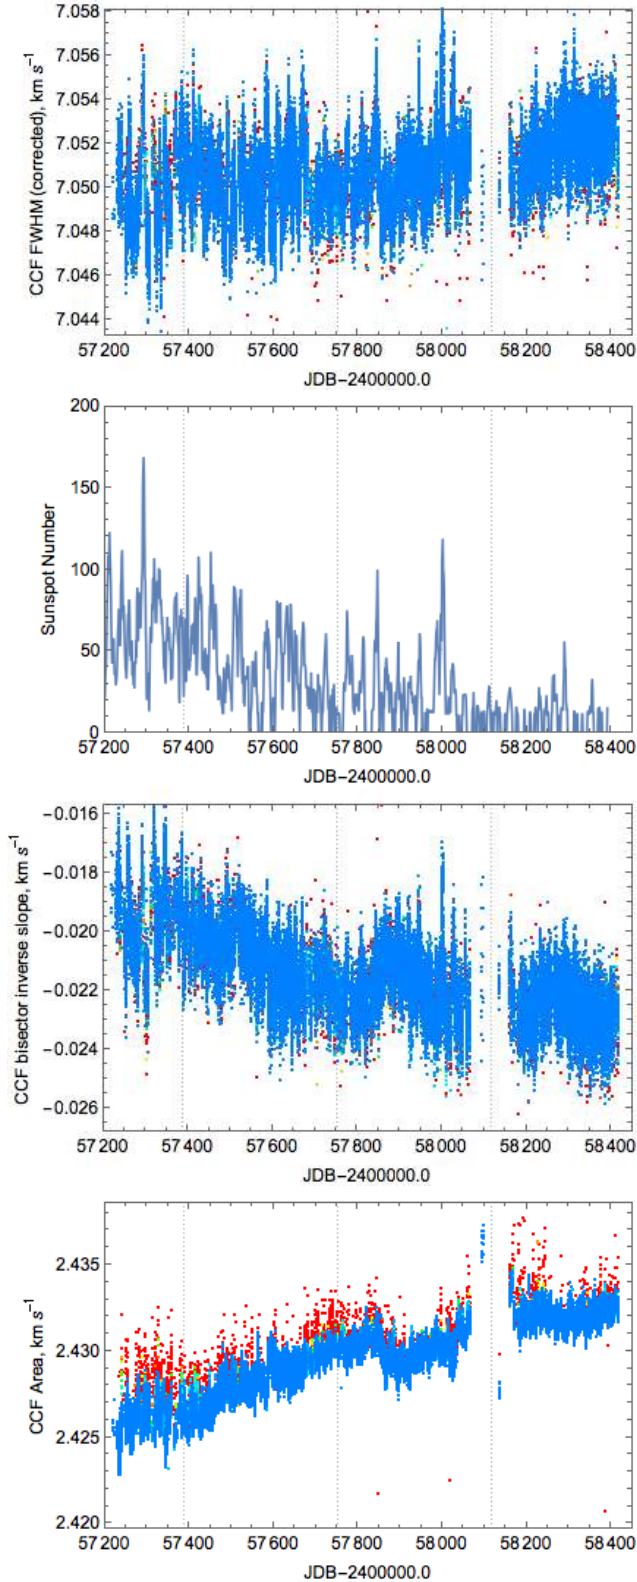 7.058
7.056
7.054
7.052
7.050
7.048
7.046
7.044
CCF FWHM (corrected), km s⁻¹
57200 57400 57600 57800 58000 58200 58400
JDB-2400000.0
200
150
100
50
0
Sunspot Number
57200 57400 57600 57800 58000 58200 58400
JDB-2400000.0
-0.016
-0.018
-0.020
-0.022
-0.024
-0.026
CCF bisector inverse slope, km s⁻¹
57200 57400 57600 57800 58000 58200 58400
JDB-2400000.0
2.435
2.430
2.425
2.420
CCF Area, km s⁻¹
57200 57400 57600 57800 58000 58200 58400
JDB-2400000.0